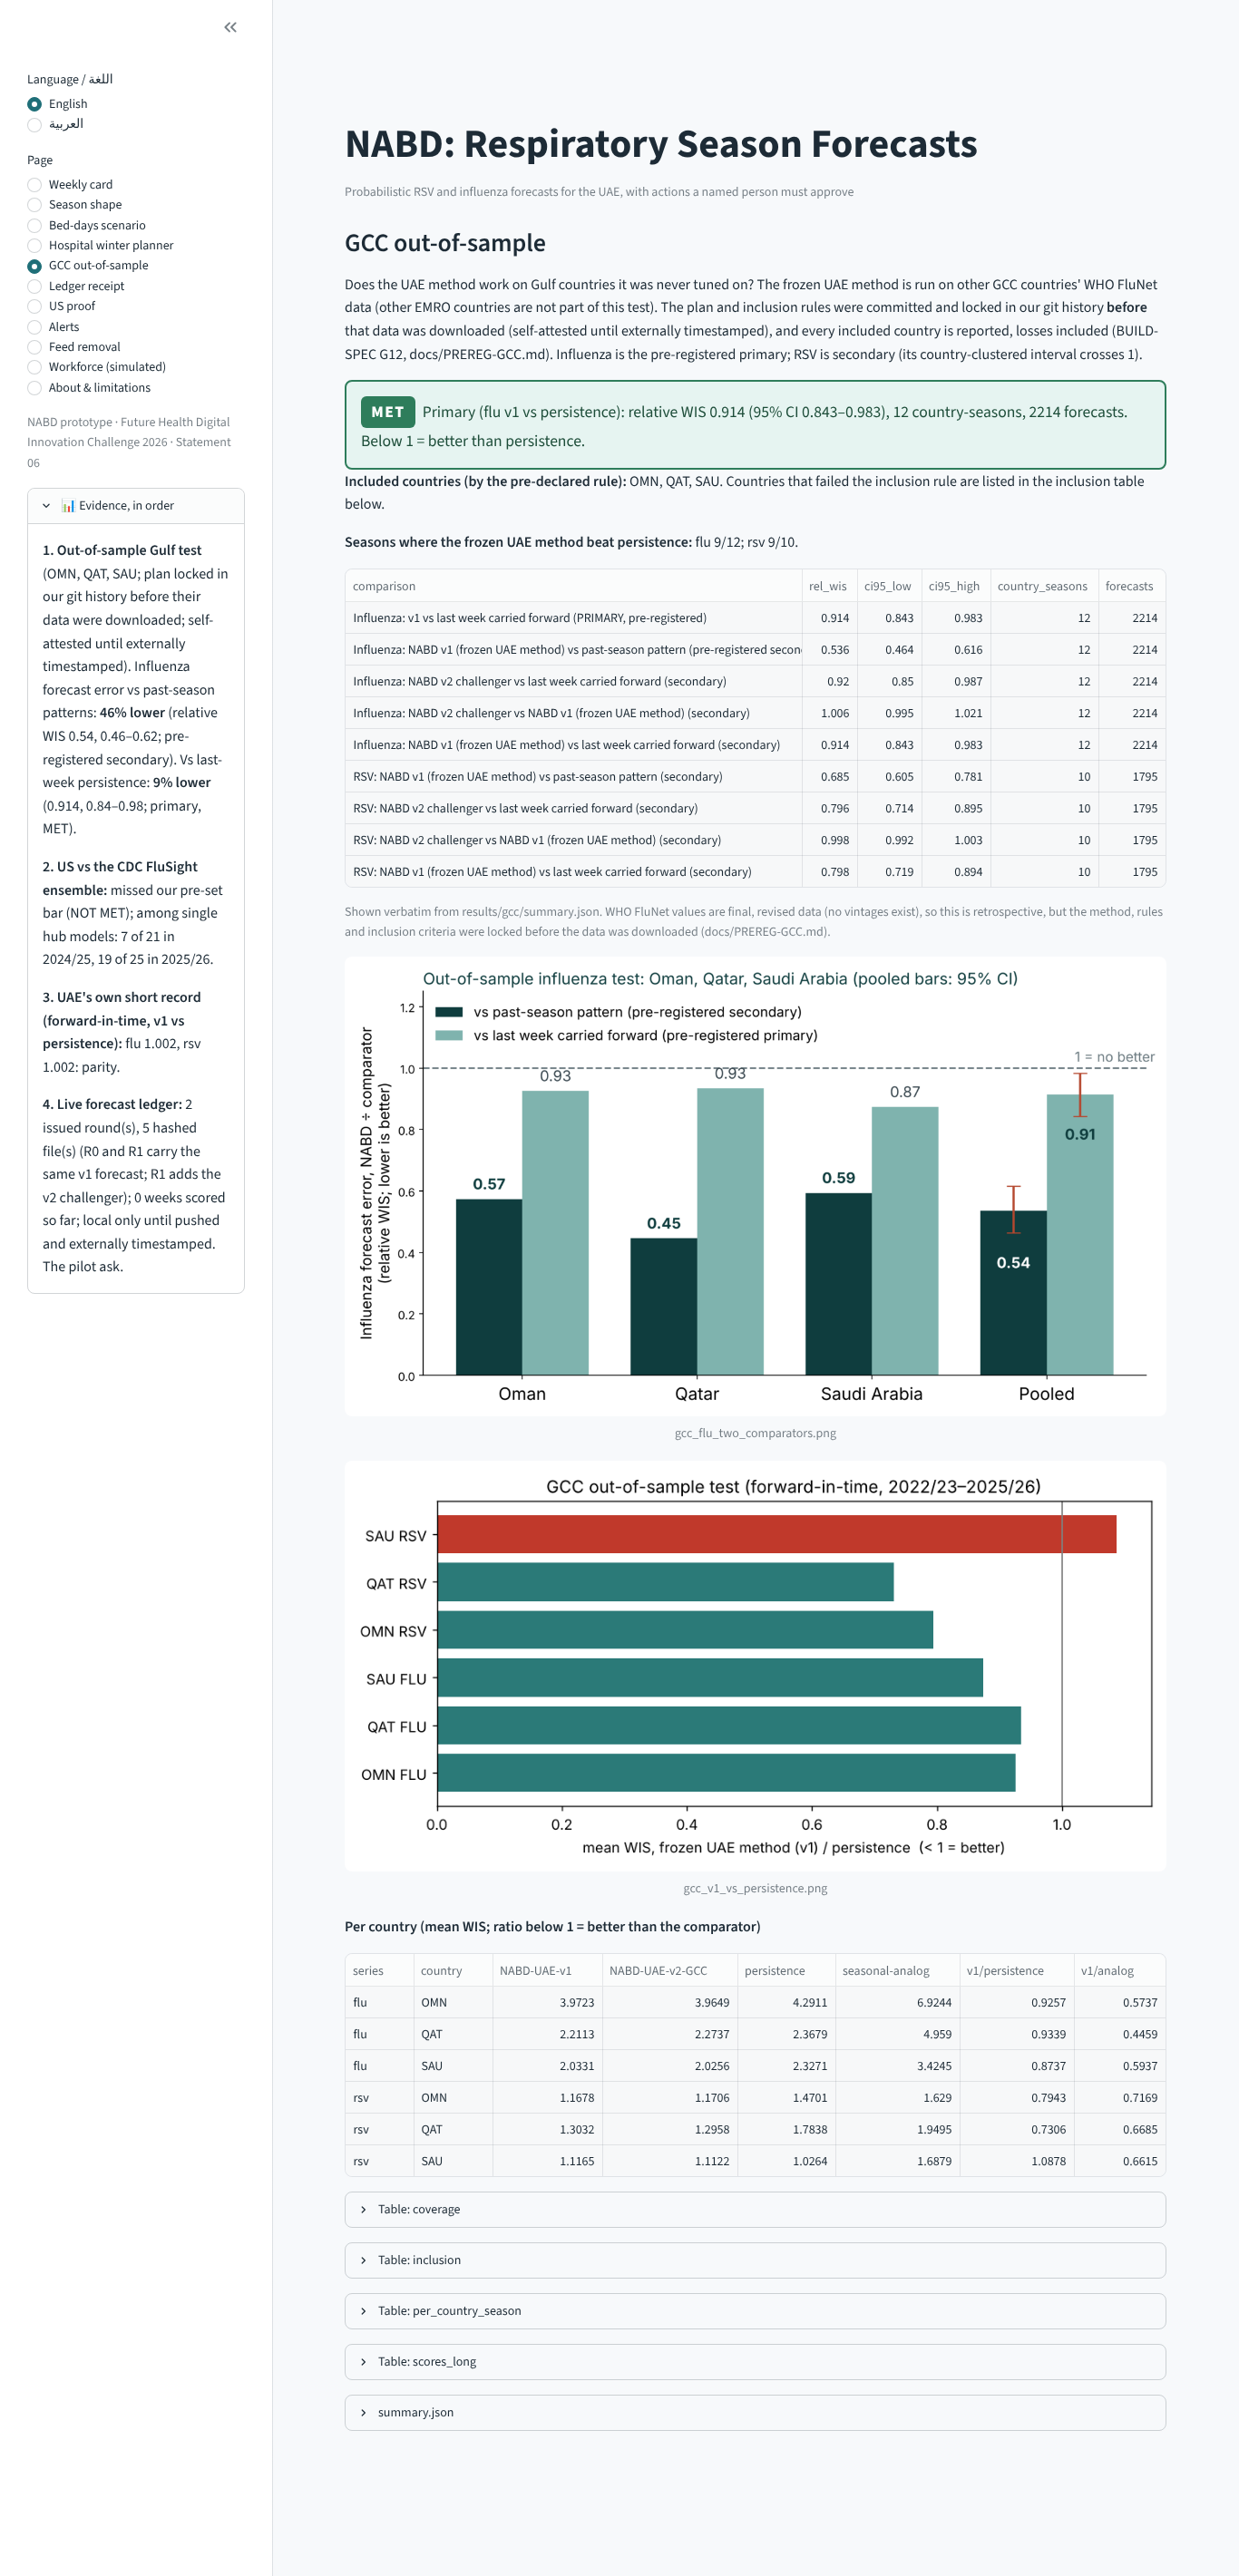 Language / اللغة
English
العربية
Page
Weekly card
Season shape
Bed-days scenario
Hospital winter planner
GCC out-of-sample
Ledger receipt
US proof
Alerts
Feed removal
Workforce (simulated)
About & limitations
NABD prototype · Future Health Digital
Innovation Challenge 2026 · Statement
06
📊 Evidence, in order
1. Out-of-sample Gulf test
(OMN, QAT, SAU; plan locked in
our git history before their
data were downloaded; self-
attested until externally
timestamped). Influenza
forecast error vs past-season
patterns: 46% lower (relative
WIS 0.54, 0.46–0.62; pre-
registered secondary). Vs last-
week persistence: 9% lower
(0.914, 0.84–0.98; primary,
MET).
2. US vs the CDC FluSight
ensemble: missed our pre-set
bar (NOT MET); among single
hub models: 7 of 21 in
2024/25, 19 of 25 in 2025/26.
3. UAE's own short record
(forward-in-time, v1 vs
persistence): flu 1.002, rsv
1.002: parity.
4. Live forecast ledger: 2
issued round(s), 5 hashed
file(s) (R0 and R1 carry the
same v1 forecast; R1 adds the
v2 challenger); 0 weeks scored
so far; local only until pushed
and externally timestamped.
The pilot ask.
NABD: Respiratory Season Forecasts
Probabilistic RSV and influenza forecasts for the UAE, with actions a named person must approve
GCC out-of-sample
Does the UAE method work on Gulf countries it was never tuned on? The frozen UAE method is run on other GCC countries' WHO FluNet
data (other EMRO countries are not part of this test). The plan and inclusion rules were committed and locked in our git history before
that data was downloaded (self-attested until externally timestamped), and every included country is reported, losses included (BUILD-
SPEC G12, docs/PREREG-GCC.md). Influenza is the pre-registered primary; RSV is secondary (its country-clustered interval crosses 1).
MET Primary (flu v1 vs persistence): relative WIS 0.914 (95% CI 0.843–0.983), 12 country-seasons, 2214 forecasts.
Below 1 = better than persistence.
Included countries (by the pre-declared rule): OMN, QAT, SAU. Countries that failed the inclusion rule are listed in the inclusion table
below.
Seasons where the frozen UAE method beat persistence: flu 9/12; rsv 9/10.
comparison rel_wis ci95_low ci95_high country_seasons forecasts
Influenza: v1 vs last week carried forward (PRIMARY, pre-registered) 0.914 0.843 0.983 12 2214
Influenza: NABD v1 (frozen UAE method) vs past-season pattern (pre-registered secon 0.536 0.464 0.616 12 2214
Influenza: NABD v2 challenger vs last week carried forward (secondary) 0.92 0.85 0.987 12 2214
Influenza: NABD v2 challenger vs NABD v1 (frozen UAE method) (secondary) 1.006 0.995 1.021 12 2214
Influenza: NABD v1 (frozen UAE method) vs last week carried forward (secondary) 0.914 0.843 0.983 12 2214
RSV: NABD v1 (frozen UAE method) vs past-season pattern (secondary) 0.685 0.605 0.781 10 1795
RSV: NABD v2 challenger vs last week carried forward (secondary) 0.796 0.714 0.895 10 1795
RSV: NABD v2 challenger vs NABD v1 (frozen UAE method) (secondary) 0.998 0.992 1.003 10 1795
RSV: NABD v1 (frozen UAE method) vs last week carried forward (secondary) 0.798 0.719 0.894 10 1795
Shown verbatim from results/gcc/summary.json. WHO FluNet values are final, revised data (no vintages exist), so this is retrospective, but the method, rules
and inclusion criteria were locked before the data was downloaded (docs/PREREG-GCC.md).
Out-of-sample influenza test: Oman, Qatar, Saudi Arabia (pooled bars: 95% CI)
vs past-season pattern (pre-registered secondary)
vs last week carried forward (pre-registered primary)
1 = no better
Influenza forecast error, NABD ÷ comparator
(relative WIS; lower is better)
1.2
1.0
0.8
0.6
0.4
0.2
0.0
0.57 0.93
0.45 0.93
0.59 0.87
0.54 0.91
Oman Qatar Saudi Arabia Pooled
gcc_flu_two_comparators.png
GCC out-of-sample test (forward-in-time, 2022/23–2025/26)
SAU RSV
QAT RSV
OMN RSV
SAU FLU
QAT FLU
OMN FLU
0.0 0.2 0.4 0.6 0.8 1.0
mean WIS, frozen UAE method (v1) / persistence (< 1 = better)
gcc_v1_vs_persistence.png
Per country (mean WIS; ratio below 1 = better than the comparator)
series country NABD-UAE-v1 NABD-UAE-v2-GCC persistence seasonal-analog v1/persistence v1/analog
flu OMN 3.9723 3.9649 4.2911 6.9244 0.9257 0.5737
flu QAT 2.2113 2.2737 2.3679 4.959 0.9339 0.4459
flu SAU 2.0331 2.0256 2.3271 3.4245 0.8737 0.5937
rsv OMN 1.1678 1.1706 1.4701 1.629 0.7943 0.7169
rsv QAT 1.3032 1.2958 1.7838 1.9495 0.7306 0.6685
rsv SAU 1.1165 1.1122 1.0264 1.6879 1.0878 0.6615
Table: coverage
Table: inclusion
Table: per_country_season
Table: scores_long
summary.json